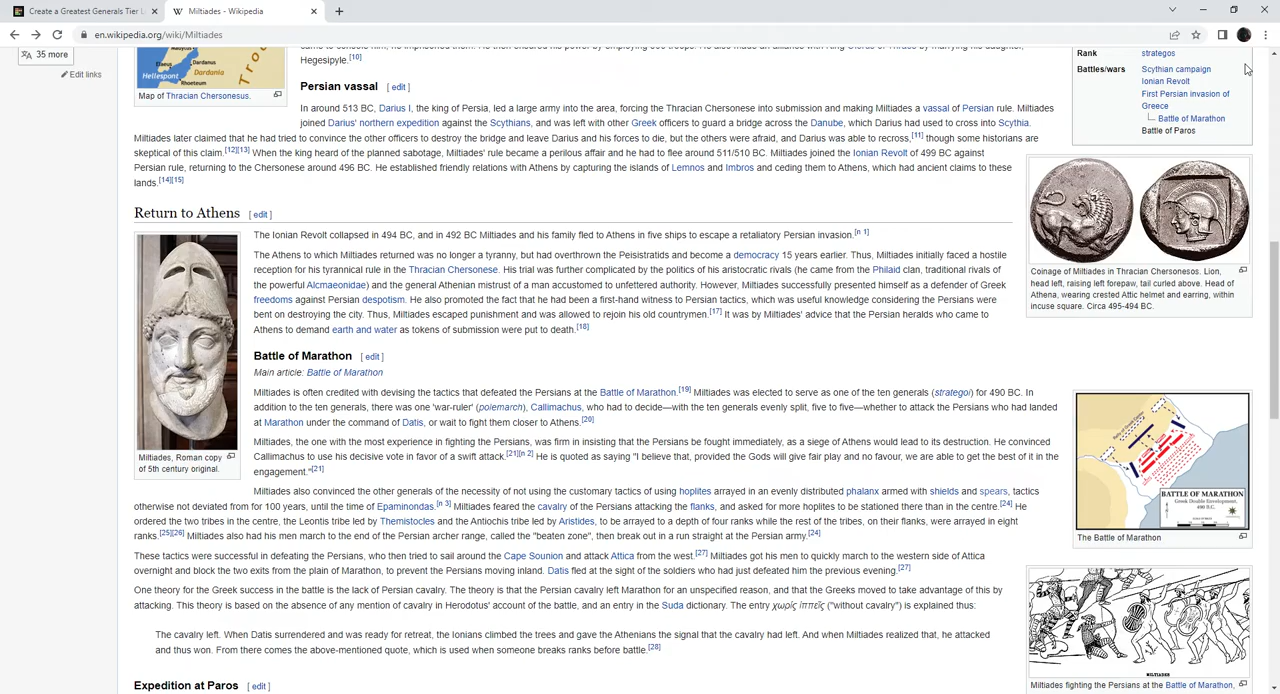 Create a Greatest Generals Tier L
Miltiades - Wikipedia
en.wikipedia.org/wiki/Miltiades
35 more
Edit links
Hellespont
Dardania
Rhoeteum
Map of Thracian Chersonesus.
Hegesipyle.[10]
Persian vassal [ edit ]
In around 513 BC, Darius I, the king of Persia, led a large army into the area, forcing the Thracian Chersonese into submission and making Miltiades a vassal of Persian rule. Miltiades
joined Darius' northern expedition against the Scythians, and was left with other Greek officers to guard a bridge across the Danube, which Darius had used to cross into Scythia.
Miltiades later claimed that he had tried to convince the other officers to destroy the bridge and leave Darius and his forces to die, but the others were afraid, and Darius was able to recross,[11] though some historians are
skeptical of this claim.[12][13] When the king heard of the planned sabotage, Miltiades' rule became a perilous affair and he had to flee around 511/510 BC. Miltiades joined the Ionian Revolt of 499 BC against
Persian rule, returning to the Chersonese around 496 BC. He established friendly relations with Athens by capturing the islands of Lemnos and Imbros and ceding them to Athens, which had ancient claims to these
lands.[14][15]
Return to Athens [ edit ]
The Ionian Revolt collapsed in 494 BC, and in 492 BC Miltiades and his family fled to Athens in five ships to escape a retaliatory Persian invasion.[n 1]
The Athens to which Miltiades returned was no longer a tyranny, but had overthrown the Peisistratids and become a democracy 15 years earlier. Thus, Miltiades initially faced a hostile
reception for his tyrannical rule in the Thracian Chersonese. His trial was further complicated by the politics of his aristocratic rivals (he came from the Philaid clan, traditional rivals of
the powerful Alcmaeonidae) and the general Athenian mistrust of a man accustomed to unfettered authority. However, Miltiades successfully presented himself as a defender of Greek
freedoms against Persian despotism. He also promoted the fact that he had been a first-hand witness to Persian tactics, which was useful knowledge considering the Persians were
bent on destroying the city. Thus, Miltiades escaped punishment and was allowed to rejoin his old countrymen.[17] It was by Miltiades' advice that the Persian heralds who came to
Athens to demand earth and water as tokens of submission were put to death.[18]
Miltiades, Roman copy
of 5th century original.
Battle of Marathon [ edit ]
Main article: Battle of Marathon
Miltiades is often credited with devising the tactics that defeated the Persians at the Battle of Marathon.[19] Miltiades was elected to serve as one of the ten generals (strategoi) for 490 BC. In
addition to the ten generals, there was one 'war-ruler' (polemarch), Callimachus, who had to decide—with the ten generals evenly split, five to five—whether to attack the Persians who had landed
at Marathon under the command of Datis, or wait to fight them closer to Athens.[20]
Miltiades, the one with the most experience in fighting the Persians, was firm in insisting that the Persians be fought immediately, as a siege of Athens would lead to its destruction. He convinced
Callimachus to use his decisive vote in favor of a swift attack.[21][n 2] He is quoted as saying "I believe that, provided the Gods will give fair play and no favour, we are able to get the best of it in the
engagement."[21]
Miltiades also convinced the other generals of the necessity of not using the customary tactics of using hoplites arrayed in an evenly distributed phalanx armed with shields and spears, tactics
otherwise not deviated from for 100 years, until the time of Epaminondas.[n 3] Miltiades feared the cavalry of the Persians attacking the flanks, and asked for more hoplites to be stationed there than in the centre.[24] He
ordered the two tribes in the centre, the Leontis tribe led by Themistocles and the Antiochis tribe led by Aristides, to be arrayed to a depth of four ranks while the rest of the tribes, on their flanks, were arrayed in eight
ranks.[25][26] Miltiades also had his men march to the end of the Persian archer range, called the "beaten zone", then break out in a run straight at the Persian army.[24]
These tactics were successful in defeating the Persians, who then tried to sail around the Cape Sounion and attack Attica from the west.[27] Miltiades got his men to quickly march to the western side of Attica
overnight and block the two exits from the plain of Marathon, to prevent the Persians moving inland. Datis fled at the sight of the soldiers who had just defeated him the previous evening.[27]
One theory for the Greek success in the battle is the lack of Persian cavalry. The theory is that the Persian cavalry left Marathon for an unspecified reason, and that the Greeks moved to take advantage of this by
attacking. This theory is based on the absence of any mention of cavalry in Herodotus' account of the battle, and an entry in the Suda dictionary. The entry χωρίς ἱππεῖς ("without cavalry") is explained thus:
The cavalry left. When Datis surrendered and was ready for retreat, the Ionians climbed the trees and gave the Athenians the signal that the cavalry had left. And when Miltiades realized that, he attacked
and thus won. From there comes the above-mentioned quote, which is used when someone breaks ranks before battle.[28]
Expedition at Paros [ edit ]
Rank strategos
Battles/wars Scythian campaign
Ionian Revolt
First Persian invasion of
Greece
Battle of Marathon
Battle of Paros
Coinage of Miltiades in Thracian Chersonesos. Lion,
head left, raising left forepaw, tail curled above. Head of
Athena, wearing crested Attic helmet and earring, within
incuse square. Circa 495-494 BC.
BATTLE OF MARATHON
Greek Double Envelopment,
490 B.C.
The Battle of Marathon
MILTIADES
Miltiades fighting the Persians at the Battle of Marathon,